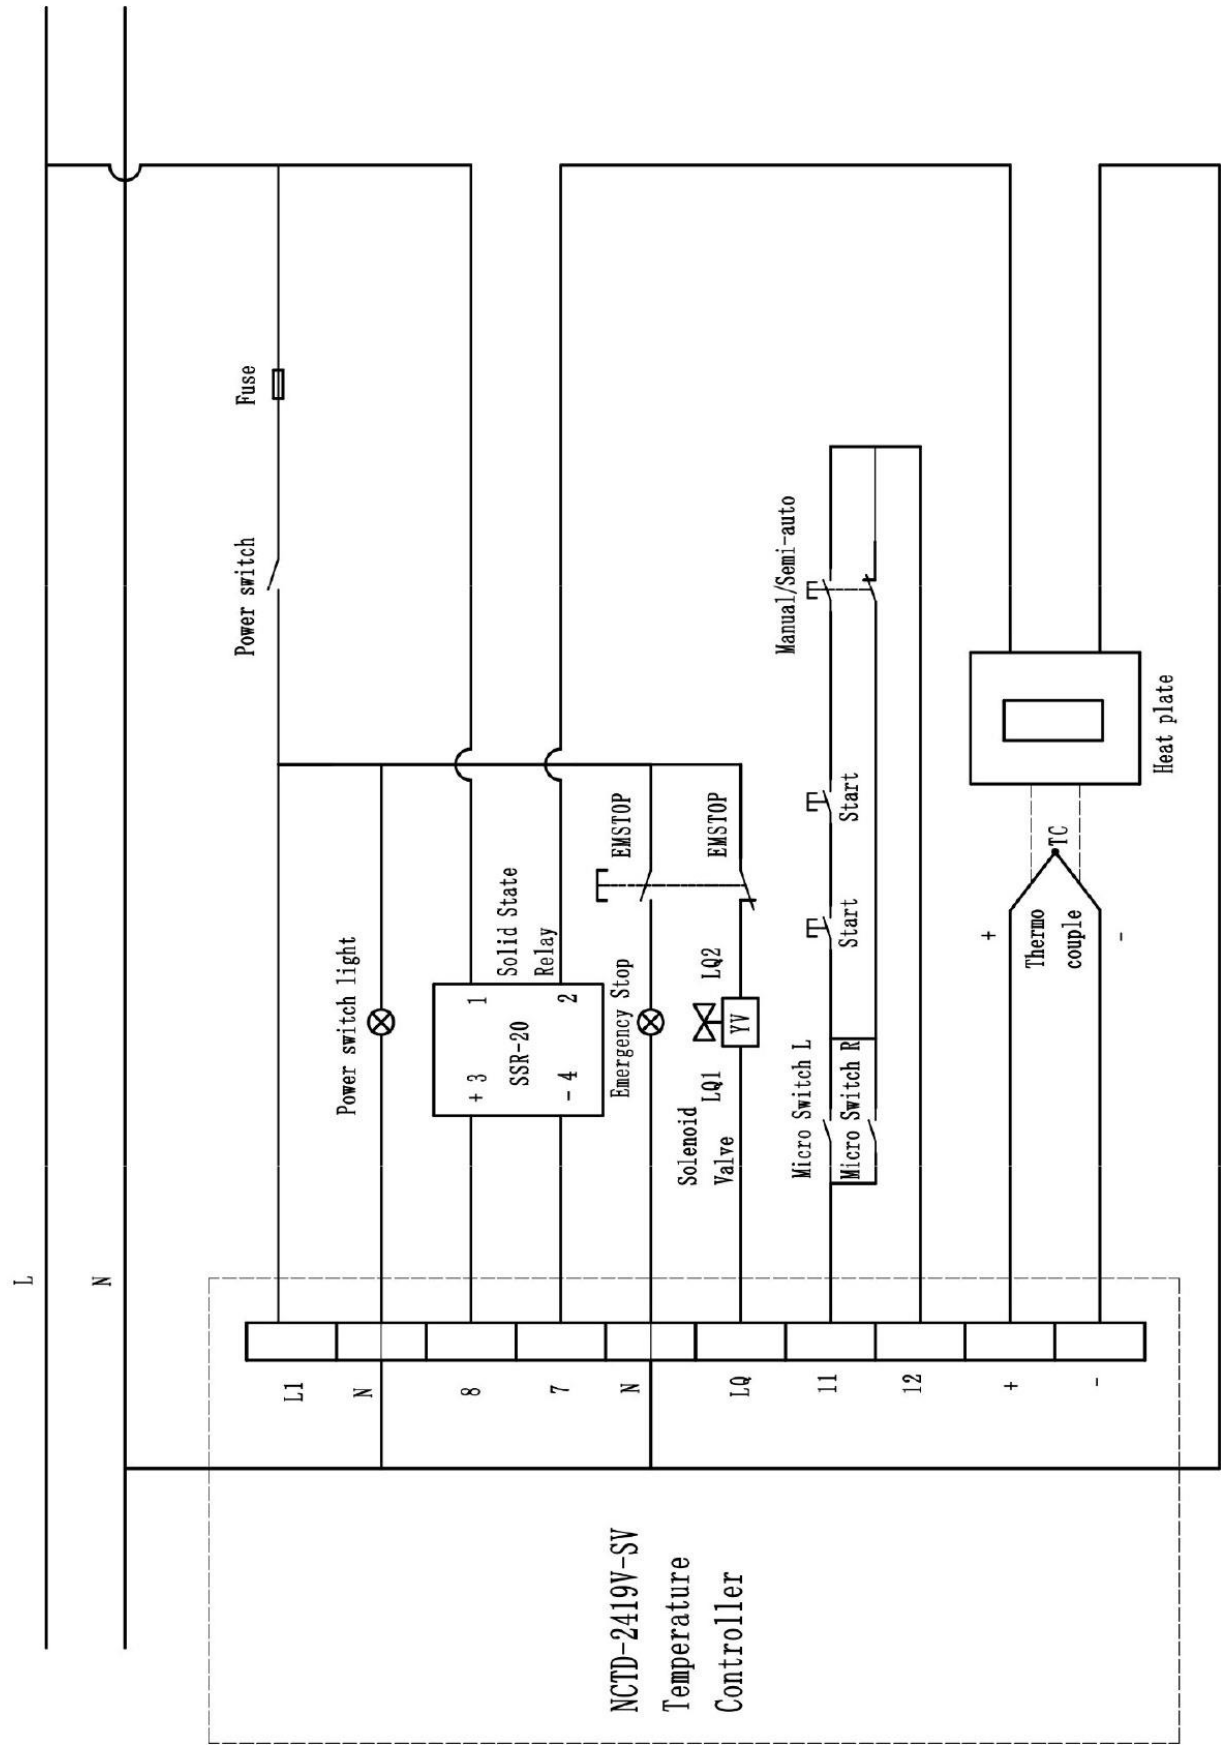 L
N
Fuse
Power switch
Power switch light
Solid State
Relay
1
2
SSR-20
+ 3
- 4
EMSTOP
EMSTOP
Emergency Stop
LQ2
YV
LQ1
Solenoid
Valve
Manual/Semi-auto
Start
Start
Micro Switch L
Micro Switch R
Heat plate
TC
+
Thermo
couple
-
L1
N
8
7
N
LQ
11
12
+
-
NCTD-2419V-SV
Temperature
Controller